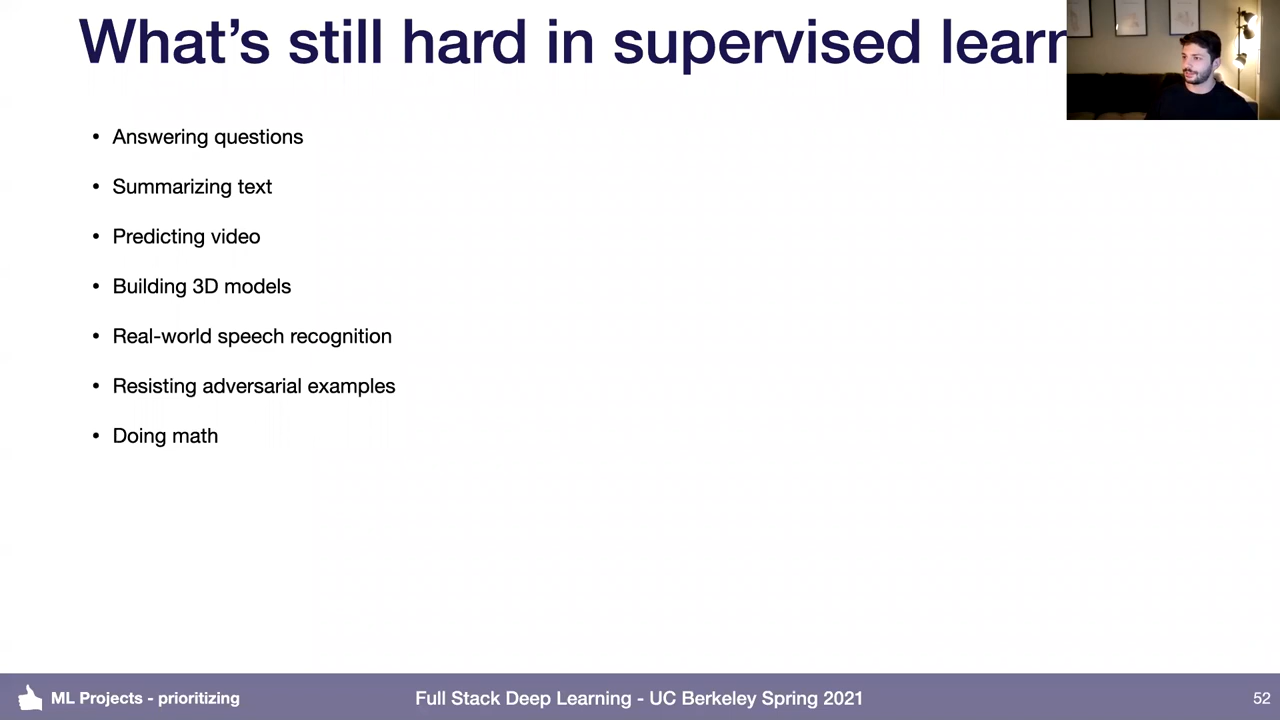 What's still hard in supervised learn
• Answering questions
• Summarizing text
• Predicting video
• Building 3D models
• Real-world speech recognition
• Resisting adversarial examples
• Doing math
ML Projects - prioritizing
Full Stack Deep Learning - UC Berkeley Spring 2021
52